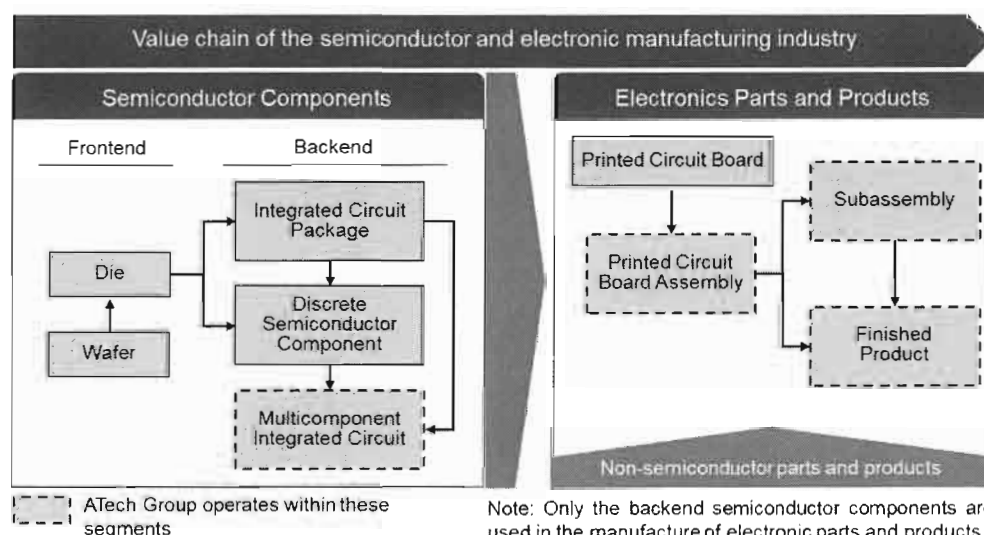 Value chain of the semiconductor and electronic manufacturing industry
Semiconductor Components
Frontend
Backend
Integrated Circuit
Package
Die
Discrete
Semiconductor
Component
Wafer
Multicomponent
Integrated Circuit
Electronics Parts and Products
Printed Circuit Board
Subassembly
Printed Circuit
Board Assembly
Finished
Product
Non-semiconductor parts and products
ATech Group operates within these
segments
Note: Only the backend semiconductor components are
used in the manufacture of electronic parts and products